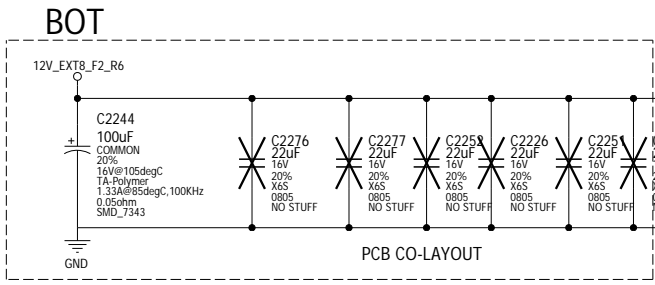 BOT
12V_EXT8_F2_R6
+
C2244
100uF
COMMON
20%
16V@105degC
TA-Polymer
1.33A@85degC,100KHz
0.05ohm
SMD_7343
GND
C2276
22uF
16V
20%
X6S
0805
NO STUFF
C2277
22uF
16V
20%
X6S
0805
NO STUFF
C2252
22uF
16V
20%
X6S
0805
NO STUFF
C2226
22uF
16V
20%
X6S
0805
NO STUFF
C2251
22uF
16V
20%
X6S
0805
NO STUFF
PCB CO-LAYOUT